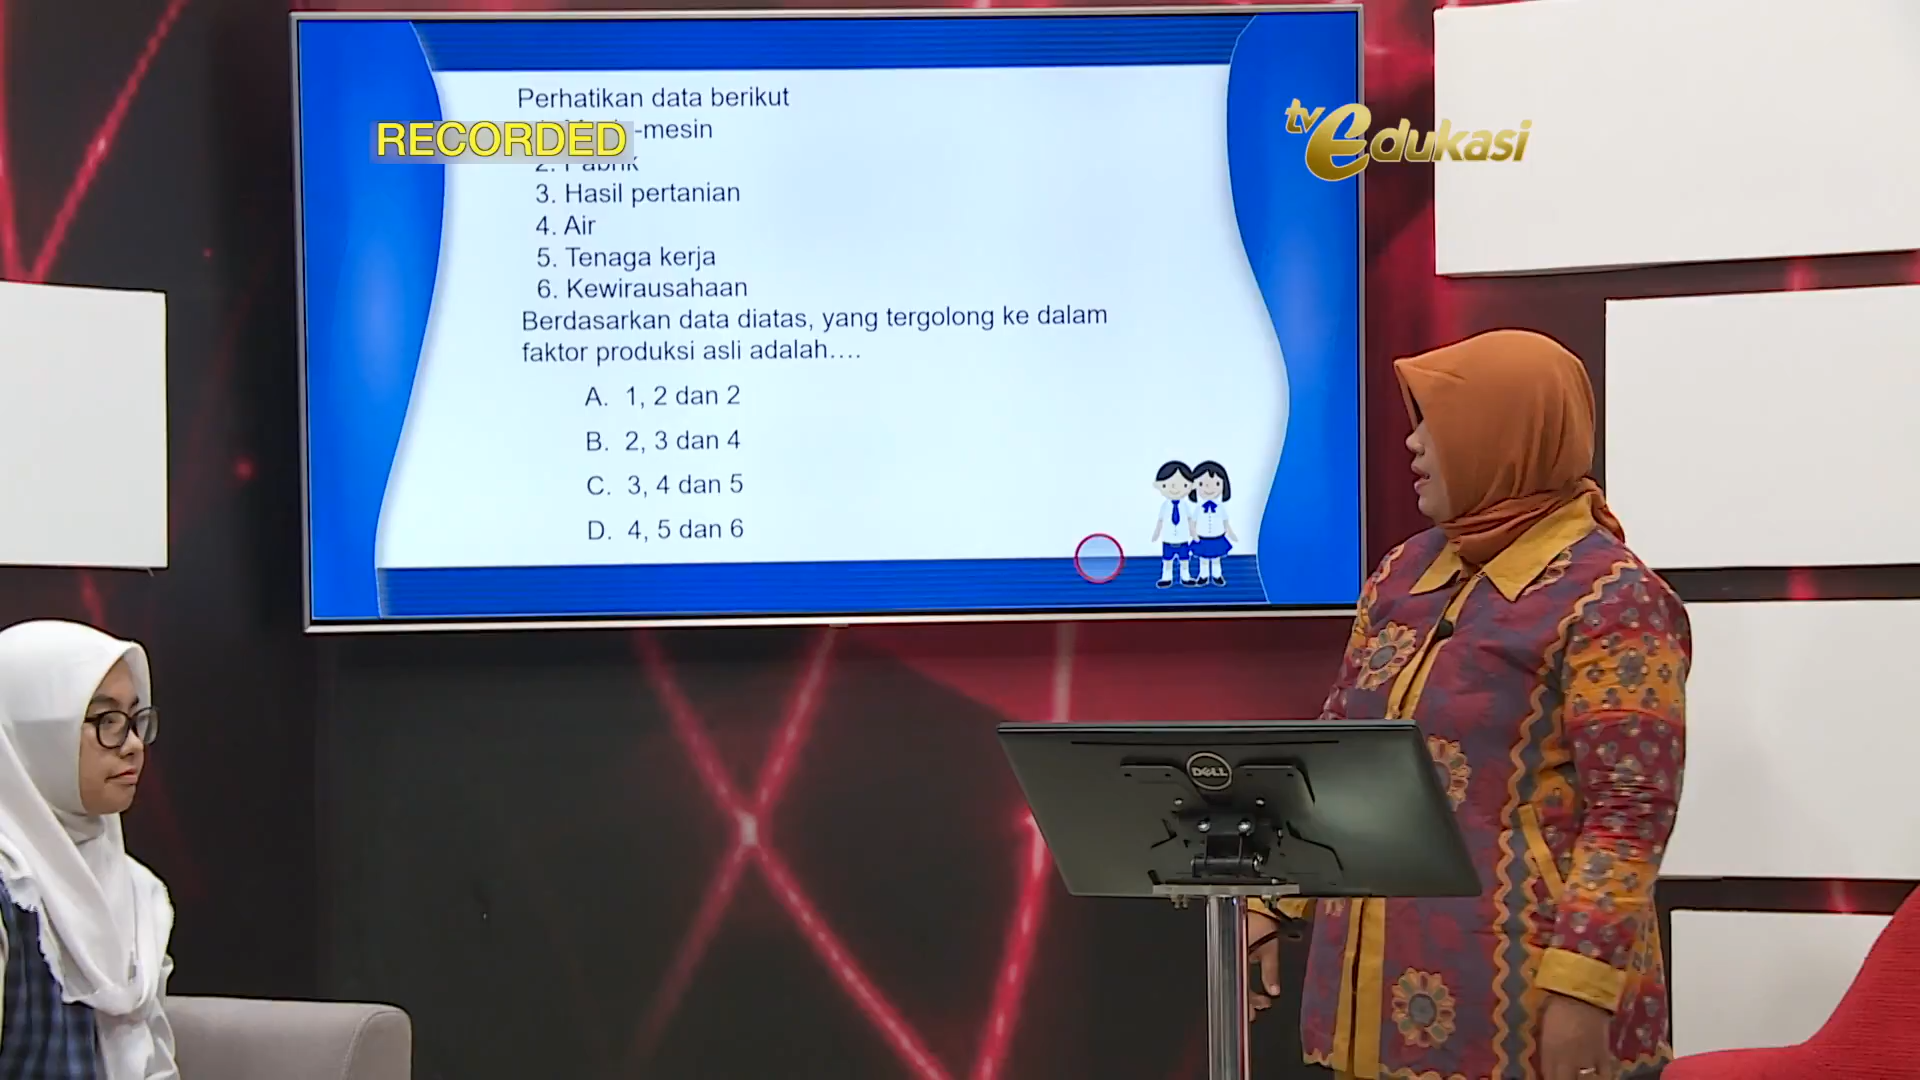 Perhatikan data berikut
-mesin
RECORDED
2. Pabrik
3. Hasil pertanian
4. Air
5. Tenaga kerja
6. Kewirausahaan
Berdasarkan data diatas, yang tergolong ke dalam
faktor produksi asli adalah....
A. 1, 2 dan 2
B. 2, 3 dan 4
C. 3, 4 dan 5
D. 4, 5 dan 6
tv edukasi
DELL